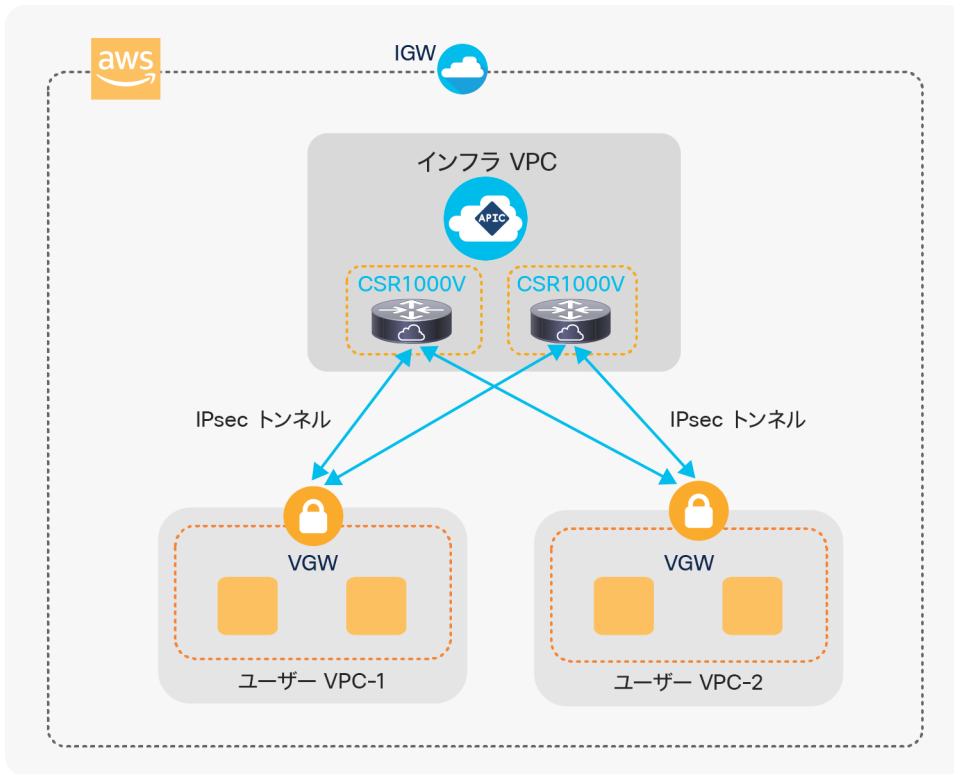 aws
IGW
インフラ VPC
APIC
CSR1000V
CSR1000V
IPsec トンネル
IPsec トンネル
VGW
VGW
ユーザー VPC-1
ユーザー VPC-2